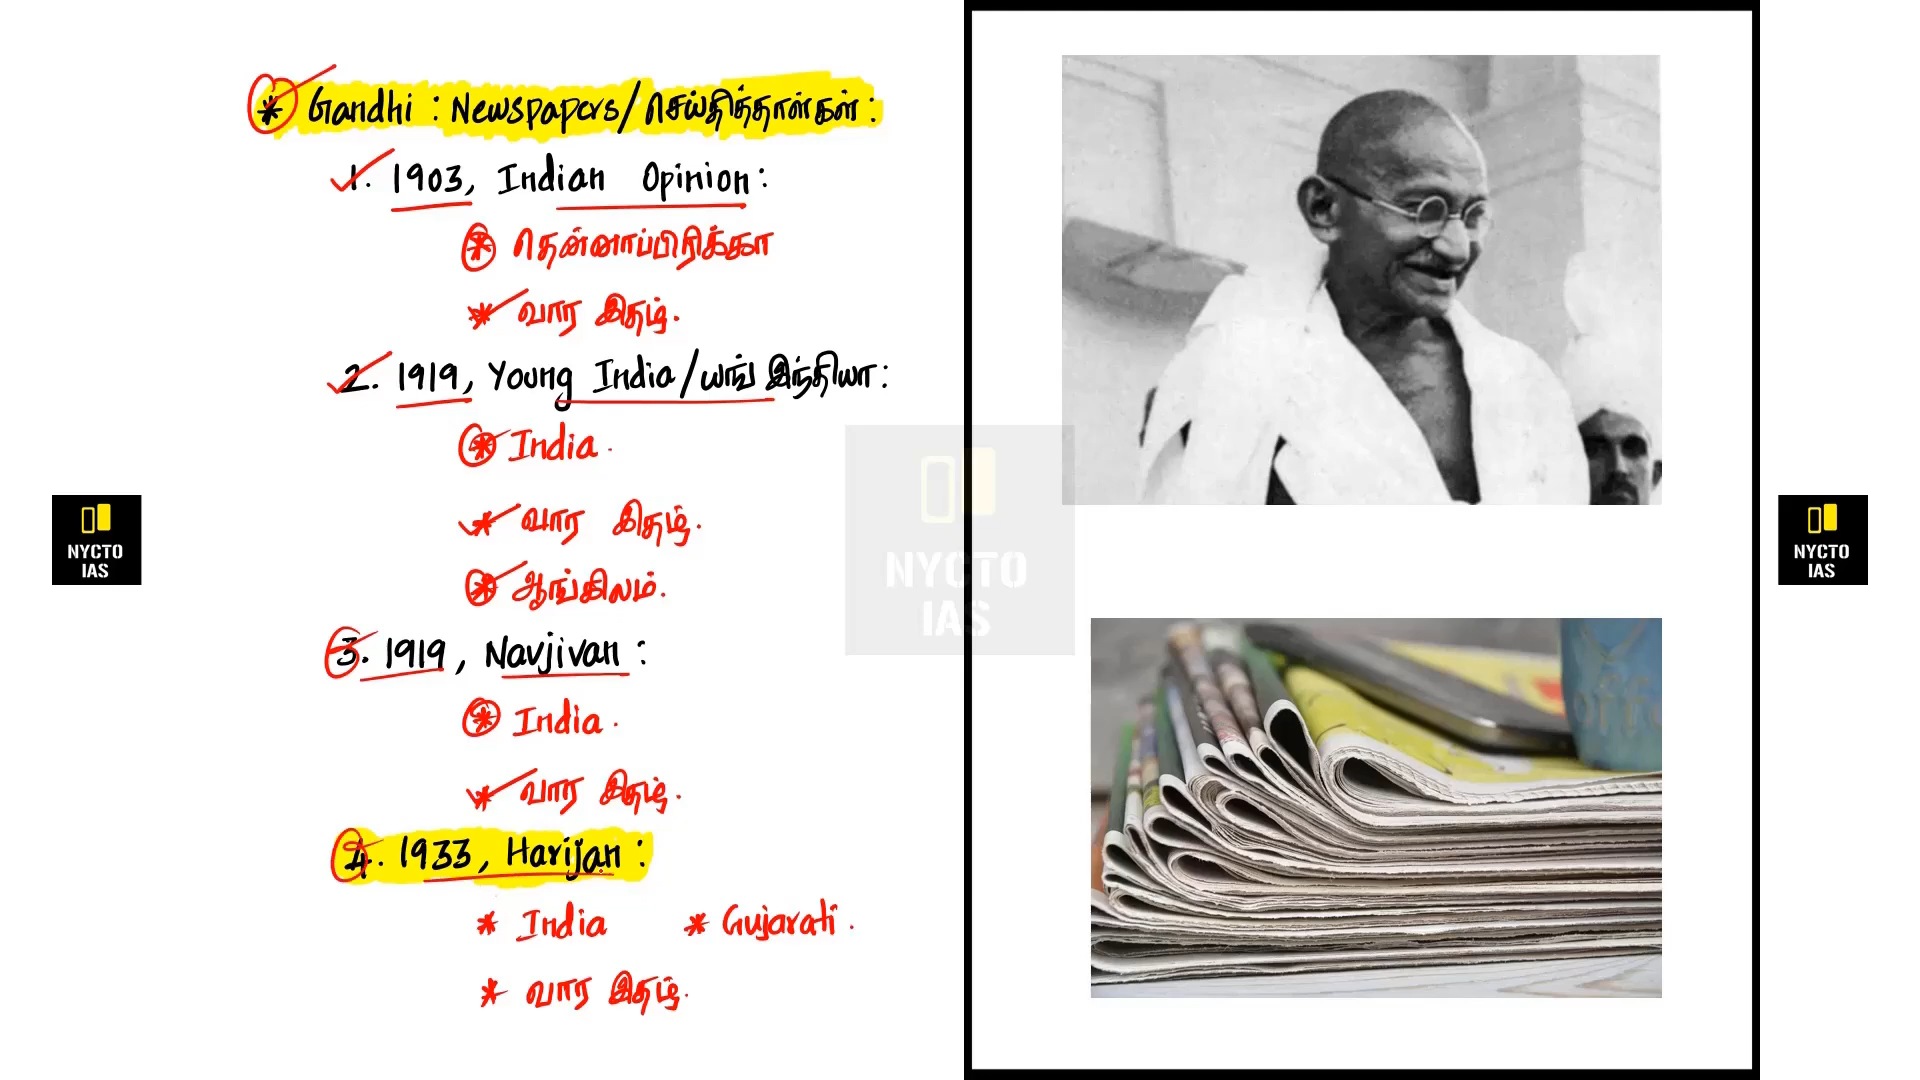 * Gandhi : Newspapers/செய்தித்தாள்கள் :
1. 1903, Indian Opinion :
* தென்னாப்பிரிக்கா
* வார இதழ்.
2. 1919, Young India/யங் இந்தியா :
* India.
* வார இதழ்.
* ஆங்கிலம்.
3. 1919, Navjivan :
* India.
* வார இதழ்.
4. 1933, Harijan :
* India * Gujarati.
* வார இதழ்.
NYCTO
IAS
NYCTO
IAS
NYCTO
IAS